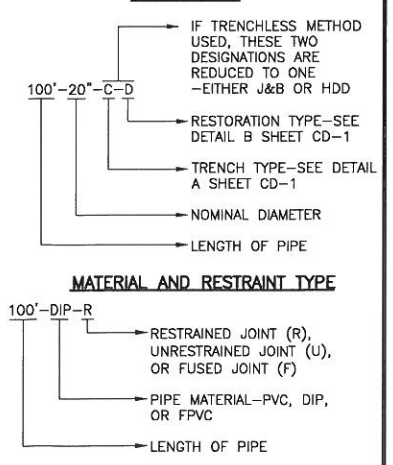 IF TRENCHLESS METHOD
USED, THESE TWO
DESIGNATIONS ARE
REDUCED TO ONE
-EITHER J&B OR HDD
100'-20"-C-D
RESTORATION TYPE-SEE
DETAIL B SHEET CD-1
TRENCH TYPE-SEE DETAIL
A SHEET CD-1
NOMINAL DIAMETER
LENGTH OF PIPE
MATERIAL AND RESTRAINT TYPE
100'-DIP-R
RESTRAINED JOINT (R),
UNRESTRAINED JOINT (U),
OR FUSED JOINT (F)
PIPE MATERIAL-PVC, DIP,
OR FPVC
LENGTH OF PIPE